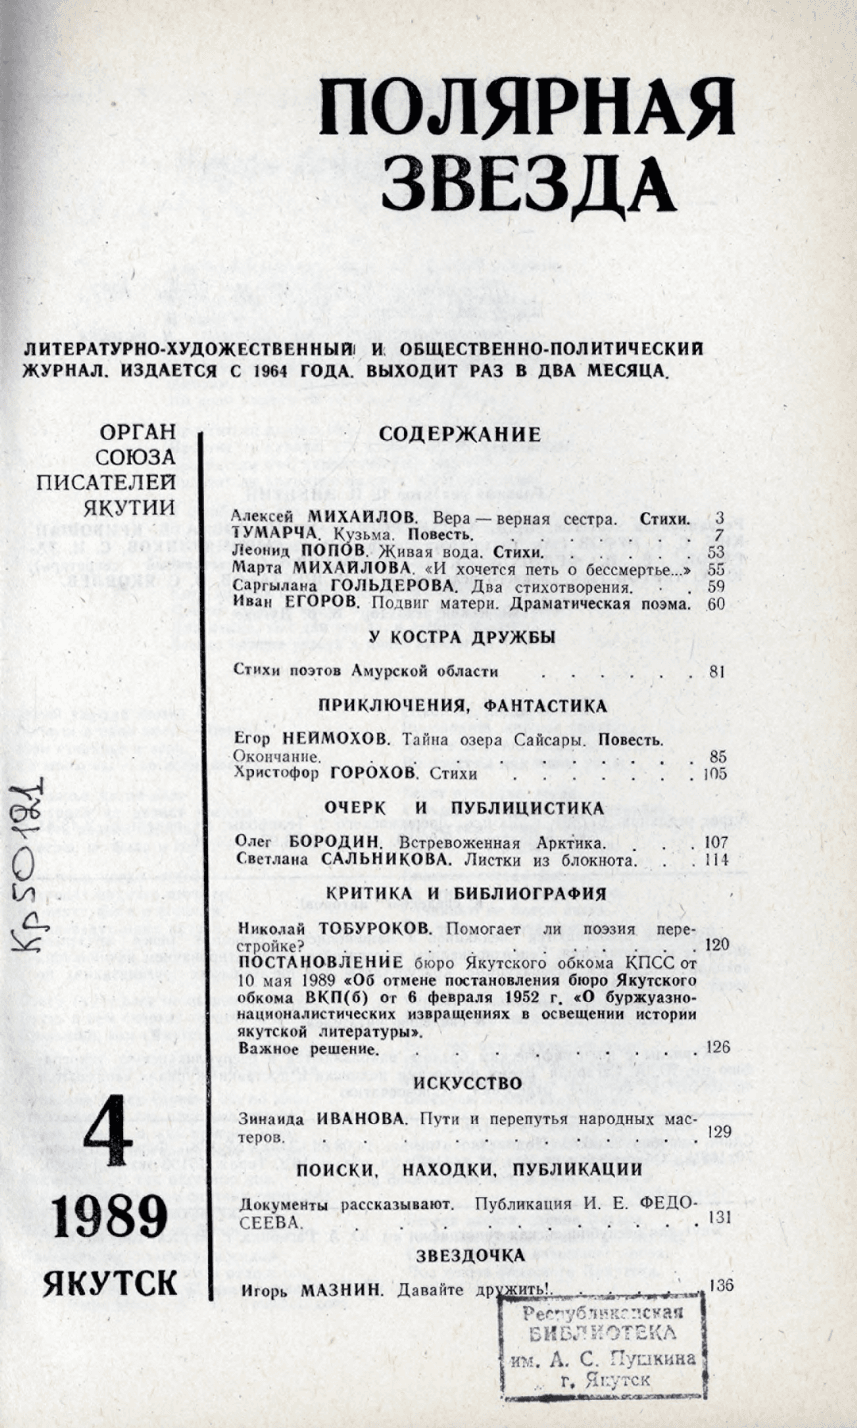 ПОЛЯРНАЯ
ЗВЕЗДА
ЛИТЕРАТУРНО-ХУДОЖЕСТВЕННЫЙ И ОБЩЕСТВЕННО-ПОЛИТИЧЕСКИЙ
ЖУРНАЛ. ИЗДАЕТСЯ С 1964 ГОДА. ВЫХОДИТ РАЗ В ДВА МЕСЯЦА.
ОРГАН
СОЮЗА
ПИСАТЕЛЕЙ
ЯКУТИИ
СОДЕРЖАНИЕ
Алексей МИХАЙЛОВ. Вера — верная сестра. Стихи. 3
ТУМАРЧА. Кузьма. Повесть. . . . . . . . 7
Леонид ПОПОВ. Живая вода. Стихи. . . . . . 53
Марта МИХАЙЛОВА. «И хочется петь о бессмертье...» 55
Саргылана ГОЛЬДЕРОВА. Два стихотворения. . . 59
Иван ЕГОРОВ. Подвиг матери. Драматическая поэма. 60
У КОСТРА ДРУЖБЫ
Стихи поэтов Амурской области . . . . . . 81
ПРИКЛЮЧЕНИЯ, ФАНТАСТИКА
Егор НЕЙМОХОВ. Тайна озера Сайсары. Повесть.
Окончание. . . . . . . . . . . 85
Христофор ГОРОХОВ. Стихи . . . . . . 105
ОЧЕРК И ПУБЛИЦИСТИКА
Олег БОРОДИН. Встревоженная Арктика. . . . 107
Светлана САЛЬНИКОВА. Листки из блокнота. . . 114
КРИТИКА И БИБЛИОГРАФИЯ
Николай ТОБУРОКОВ. Помогает ли поэзия пере-
стройке? . . . . . . . . . . 120
ПОСТАНОВЛЕНИЕ бюро Якутского обкома КПСС от
10 мая 1989 «Об отмене постановления бюро Якутского
обкома ВКП(б) от 6 февраля 1952 г. «О буржуазно-
националистических извращениях в освещении истории
якутской литературы».
Важное решение. . . . . . . . . . 126
ИСКУССТВО
Зинаида ИВАНОВА. Пути и перепутья народных мас-
теров. . . . . . . . . . . 129
ПОИСКИ, НАХОДКИ, ПУБЛИКАЦИИ
Документы рассказывают. Публикация И. Е. ФЕДО-
СЕЕВА. . . . . . . . . . . 131
ЗВЕЗДОЧКА
Игорь МАЗНИН. Давайте дружить!. . . . . 136
4
1989
ЯКУТСК
Кр50191
Республиканская
БИБЛИОТЕКА
им. А. С. Пушкина
г. Якутск